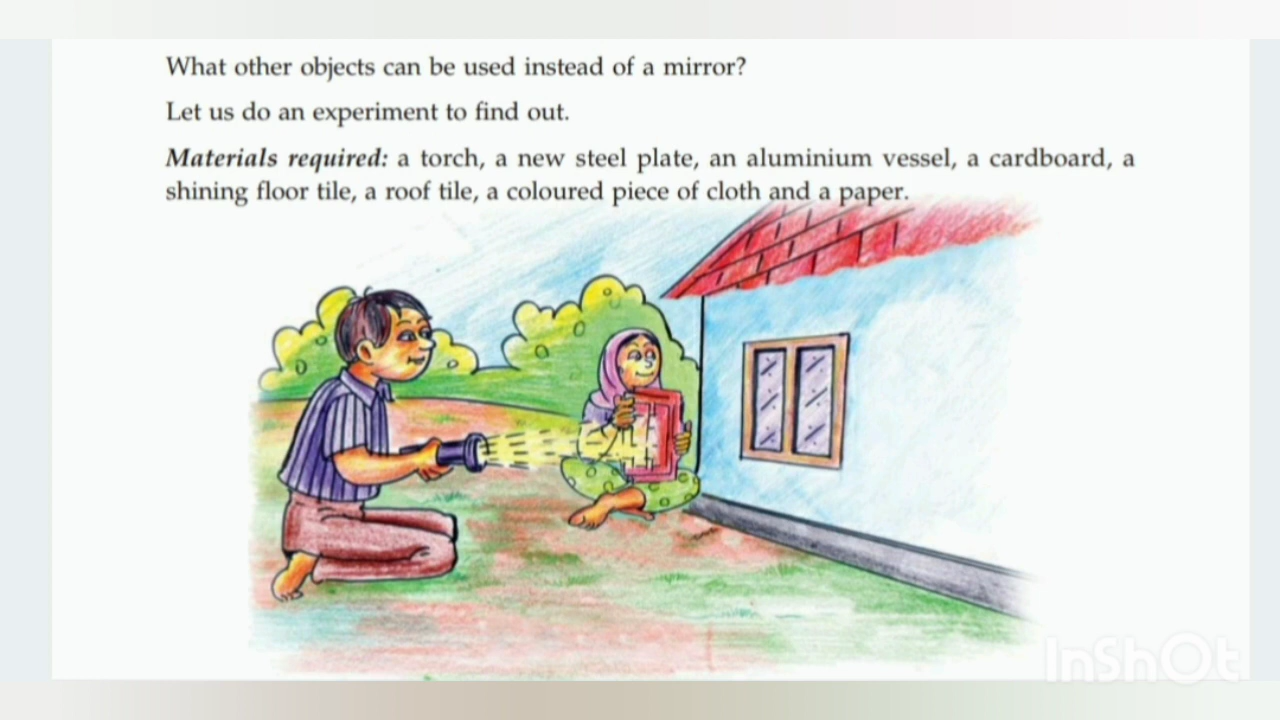 What other objects can be used instead of a mirror?
Let us do an experiment to find out.
Materials required: a torch, a new steel plate, an aluminium vessel, a cardboard, a
shining floor tile, a roof tile, a coloured piece of cloth and a paper.
InShOt